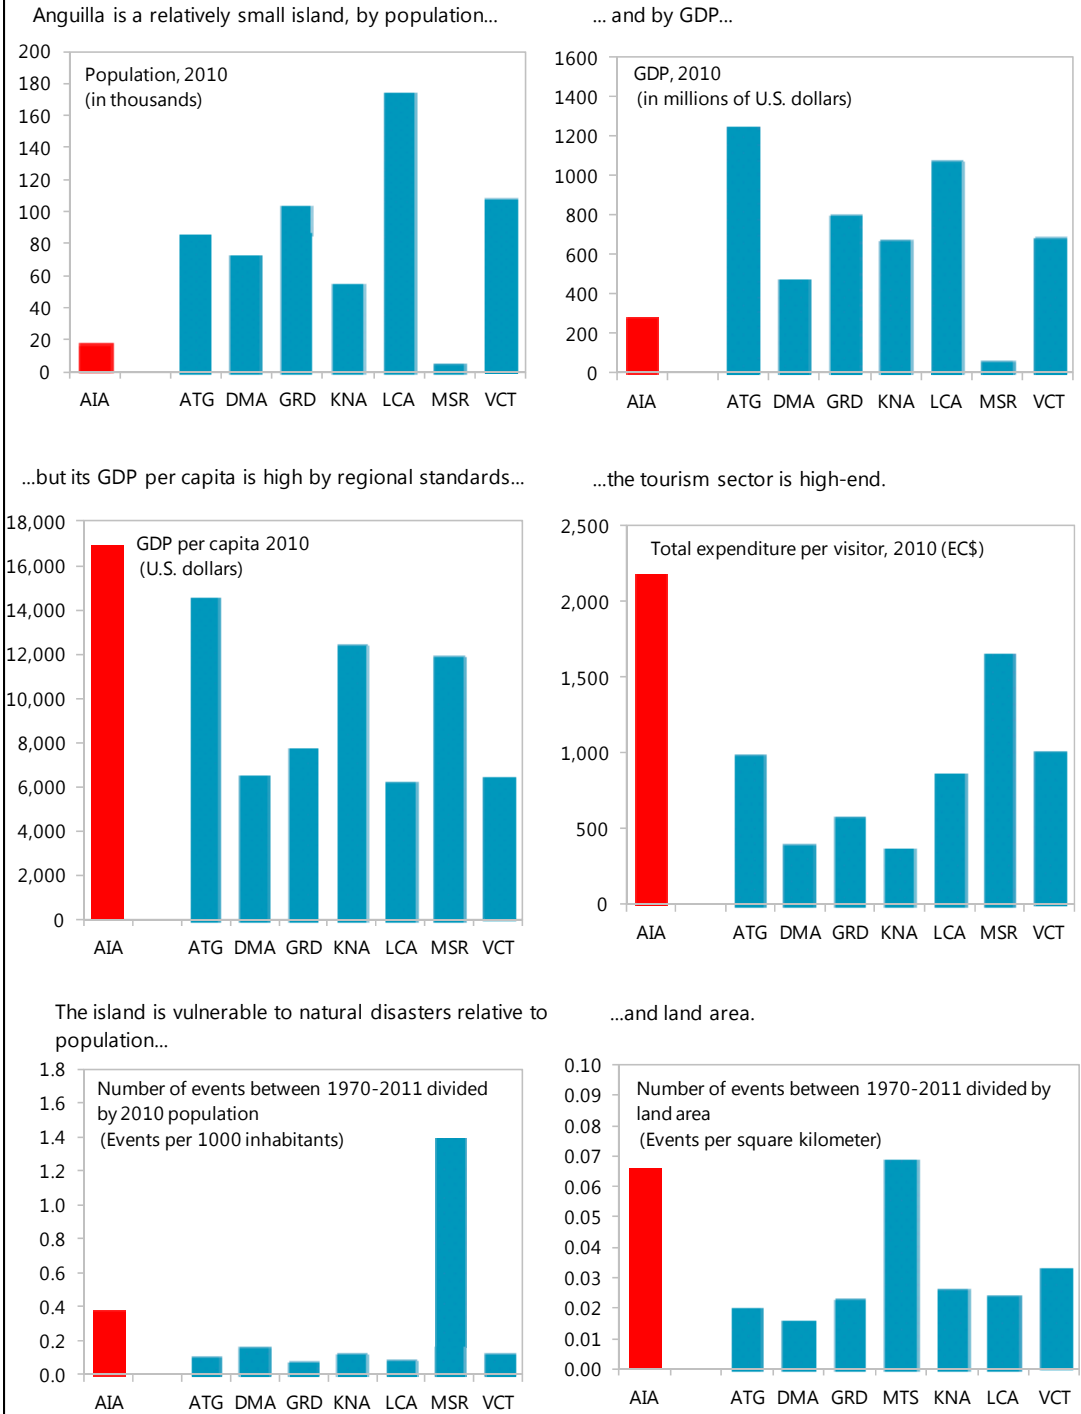 Anguilla is a relatively small island, by population...
... and by GDP...
Population, 2010
(in thousands)
200
180
160
140
120
100
80
60
40
20
0
AIA ATG DMA GRD KNA LCA MSR VCT
GDP, 2010
(in millions of U.S. dollars)
1600
1400
1200
1000
800
600
400
200
0
AIA ATG DMA GRD KNA LCA MSR VCT
...but its GDP per capita is high by regional standards...
...the tourism sector is high-end.
GDP per capita 2010
(U.S. dollars)
18,000
16,000
14,000
12,000
10,000
8,000
6,000
4,000
2,000
0
AIA ATG DMA GRD KNA LCA MSR VCT
Total expenditure per visitor, 2010 (EC$)
2,500
2,000
1,500
1,000
500
0
AIA ATG DMA GRD KNA LCA MSR VCT
The island is vulnerable to natural disasters relative to
population...
...and land area.
Number of events between 1970-2011 divided
by 2010 population
(Events per 1000 inhabitants)
1.8
1.6
1.4
1.2
1.0
0.8
0.6
0.4
0.2
0.0
AIA ATG DMA GRD KNA LCA MSR VCT
Number of events between 1970-2011 divided by
land area
(Events per square kilometer)
0.10
0.09
0.08
0.07
0.06
0.05
0.04
0.03
0.02
0.01
0.00
AIA ATG DMA GRD MTS KNA LCA VCT